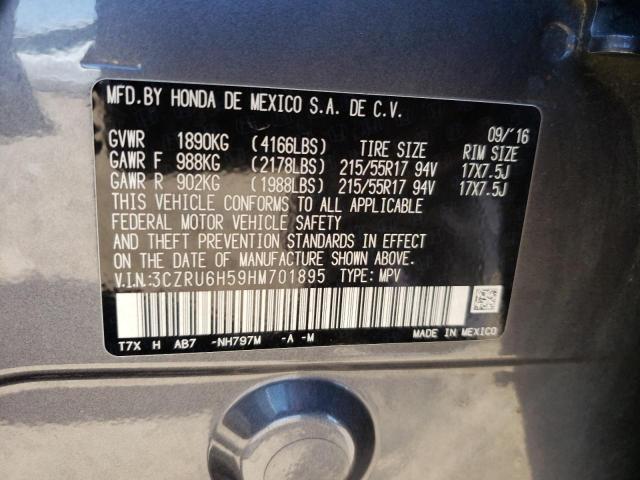 MFD.BY HONDA DE MEXICO S.A. DE C.V.
09/'16
GVWR 1890KG (4166LBS) TIRE SIZE RIM SIZE
GAWR F 988KG (2178LBS) 215/55R17 94V 17X7.5J
GAWR R 902KG (1988LBS) 215/55R17 94V 17X7.5J
THIS VEHICLE CONFORMS TO ALL APPLICABLE
FEDERAL MOTOR VEHICLE SAFETY
AND THEFT PREVENTION STANDARDS IN EFFECT
ON THE DATE OF MANUFACTURE SHOWN ABOVE.
V.I.N.:3CZRU6H59HM701895 TYPE: MPV
T7X H AB7 -NH797M -A -M
MADE IN MEXICO